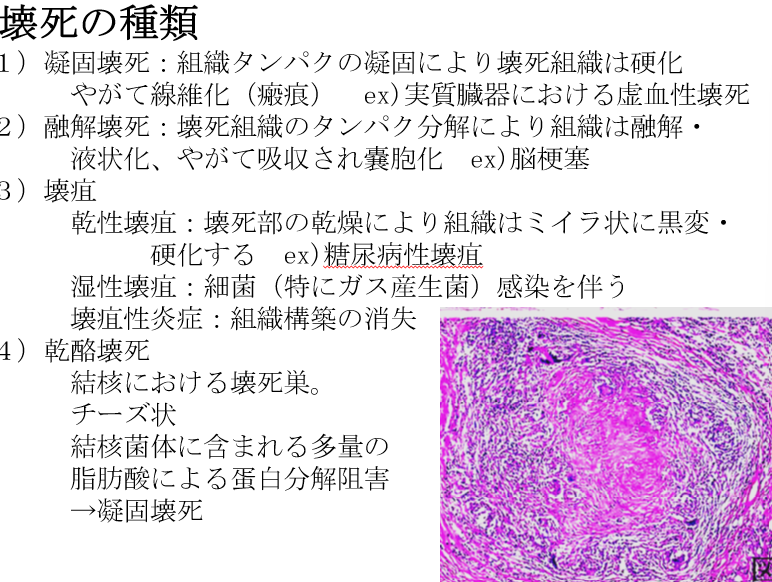 壊死の種類
1）凝固壊死：組織タンパクの凝固により壊死組織は硬化
やがて線維化（瘢痕）　ex)実質臓器における虚血性壊死
2）融解壊死：壊死組織のタンパク分解により組織は融解・
液状化、やがて吸収され嚢胞化　ex)脳梗塞
3）壊疽
乾性壊疽：壊死部の乾燥により組織はミイラ状に黒変・
硬化する　ex)糖尿病性壊疽
湿性壊疽：細菌（特にガス産生菌）感染を伴う
壊疽性炎症：組織構築の消失
4）乾酪壊死
結核における壊死巣。
チーズ状
結核菌体に含まれる多量の
脂肪酸による蛋白分解阻害
→凝固壊死